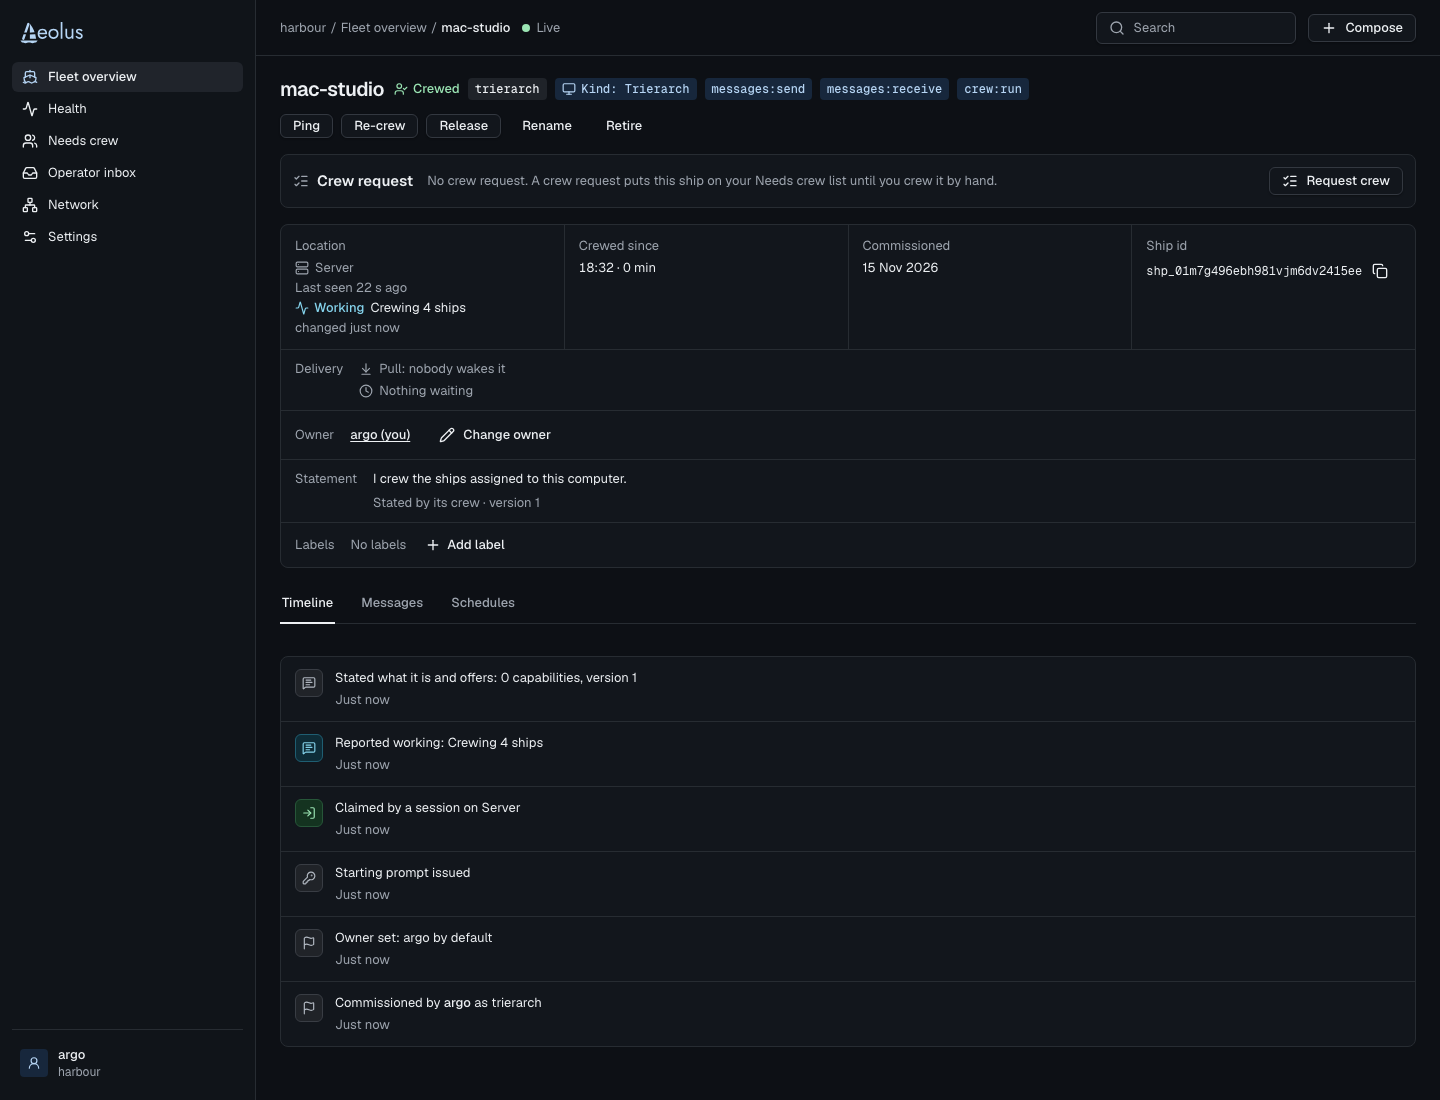 Aeolus
harbour / Fleet overview / mac-studio Live
Search
Compose
Fleet overview
Health
Needs crew
Operator inbox
Network
Settings
mac-studio Crewed trierarch Kind: Trierarch messages:send messages:receive crew:run
Ping Re-crew Release Rename Retire
Crew request No crew request. A crew request puts this ship on your Needs crew list until you crew it by hand. Request crew
Location
Server
Last seen 22 s ago
Working Crewing 4 ships
changed just now
Crewed since
18:32 · 0 min
Commissioned
15 Nov 2026
Ship id
shp_01m7g496ebh981vjm6dv2415ee
Delivery Pull: nobody wakes it
Nothing waiting
Owner argo (you) Change owner
Statement I crew the ships assigned to this computer.
Stated by its crew · version 1
Labels No labels Add label
Timeline Messages Schedules
Stated what it is and offers: 0 capabilities, version 1
Just now
Reported working: Crewing 4 ships
Just now
Claimed by a session on Server
Just now
Starting prompt issued
Just now
Owner set: argo by default
Just now
Commissioned by argo as trierarch
Just now
argo
harbour